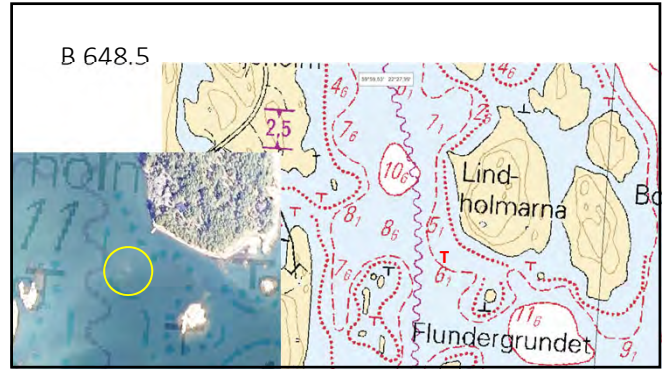 B 648.5
2,5
4₆
7₆
7₁
4₆
10₆
Lind-
holmarna
8₁
8₆
5₁
7₆
6₁
11₆
Flundergrundet
9₁
holm
11